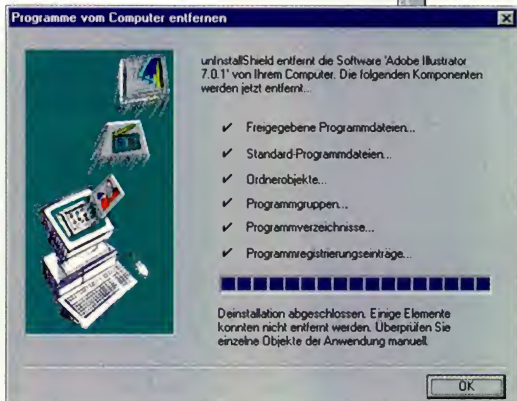 Programme vom Computer entfernen
unInstallShield entfernt die Software 'Adobe Illustrator
7.0.1' von Ihrem Computer. Die folgenden Komponenten
werden jetzt entfernt...
✔ Freigegebene Programmdateien...
✔ Standard-Programmdateien...
✔ Ordnerobjekte...
✔ Programmgruppen...
✔ Programmverzeichnisse...
✔ Programmregistrierungseinträge...
Deinstallation abgeschlossen. Einige Elemente
konnten nicht entfernt werden. Überprüfen Sie
einzelne Objekte der Anwendung manuell.
OK